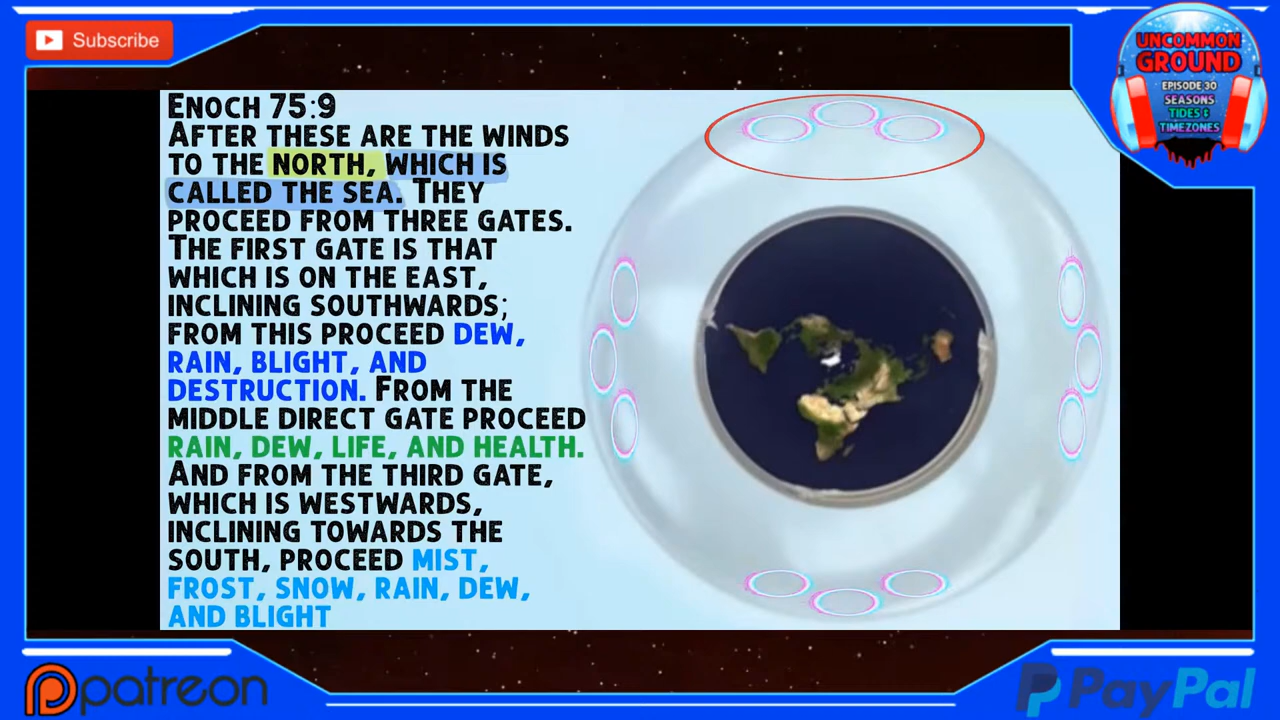 Subscribe
UNCOMMON
GROUND
EPISODE 30
SEASONS
TIDES &
TIMEZONES
ENOCH 75:9
AFTER THESE ARE THE WINDS
TO THE NORTH, WHICH IS
CALLED THE SEA. THEY
PROCEED FROM THREE GATES.
THE FIRST GATE IS THAT
WHICH IS ON THE EAST,
INCLINING SOUTHWARDS;
FROM THIS PROCEED DEW,
RAIN, BLIGHT, AND
DESTRUCTION. FROM THE
MIDDLE DIRECT GATE PROCEED
RAIN, DEW, LIFE, AND HEALTH.
AND FROM THE THIRD GATE,
WHICH IS WESTWARDS,
INCLINING TOWARDS THE
SOUTH, PROCEED MIST,
FROST, SNOW, RAIN, DEW,
AND BLIGHT
patreon
PayPal